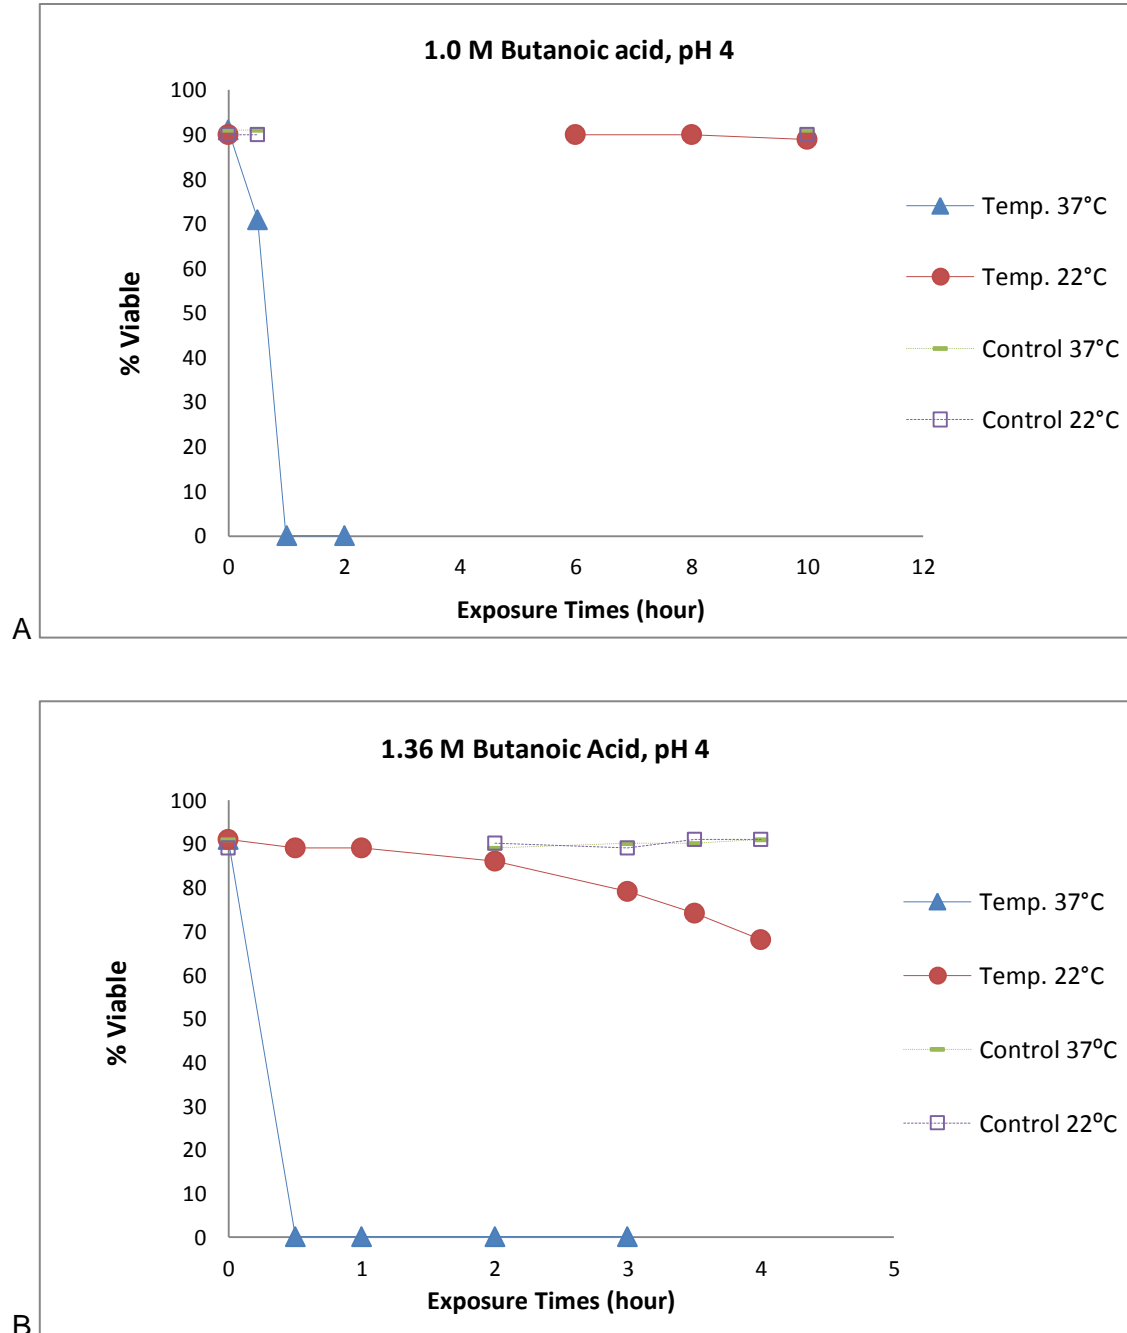 1.0 M Butanoic acid, pH 4
100
90
80
70
60
50
40
30
20
10
0
% Viable
0 2 4 6 8 10 12
Exposure Times (hour)
Temp. 37°C
Temp. 22°C
Control 37°C
Control 22°C
A
1.36 M Butanoic Acid, pH 4
100
90
80
70
60
50
40
30
20
10
0
% Viable
0 1 2 3 4 5
Exposure Times (hour)
Temp. 37°C
Temp. 22°C
Control 37ºC
Control 22ºC
B